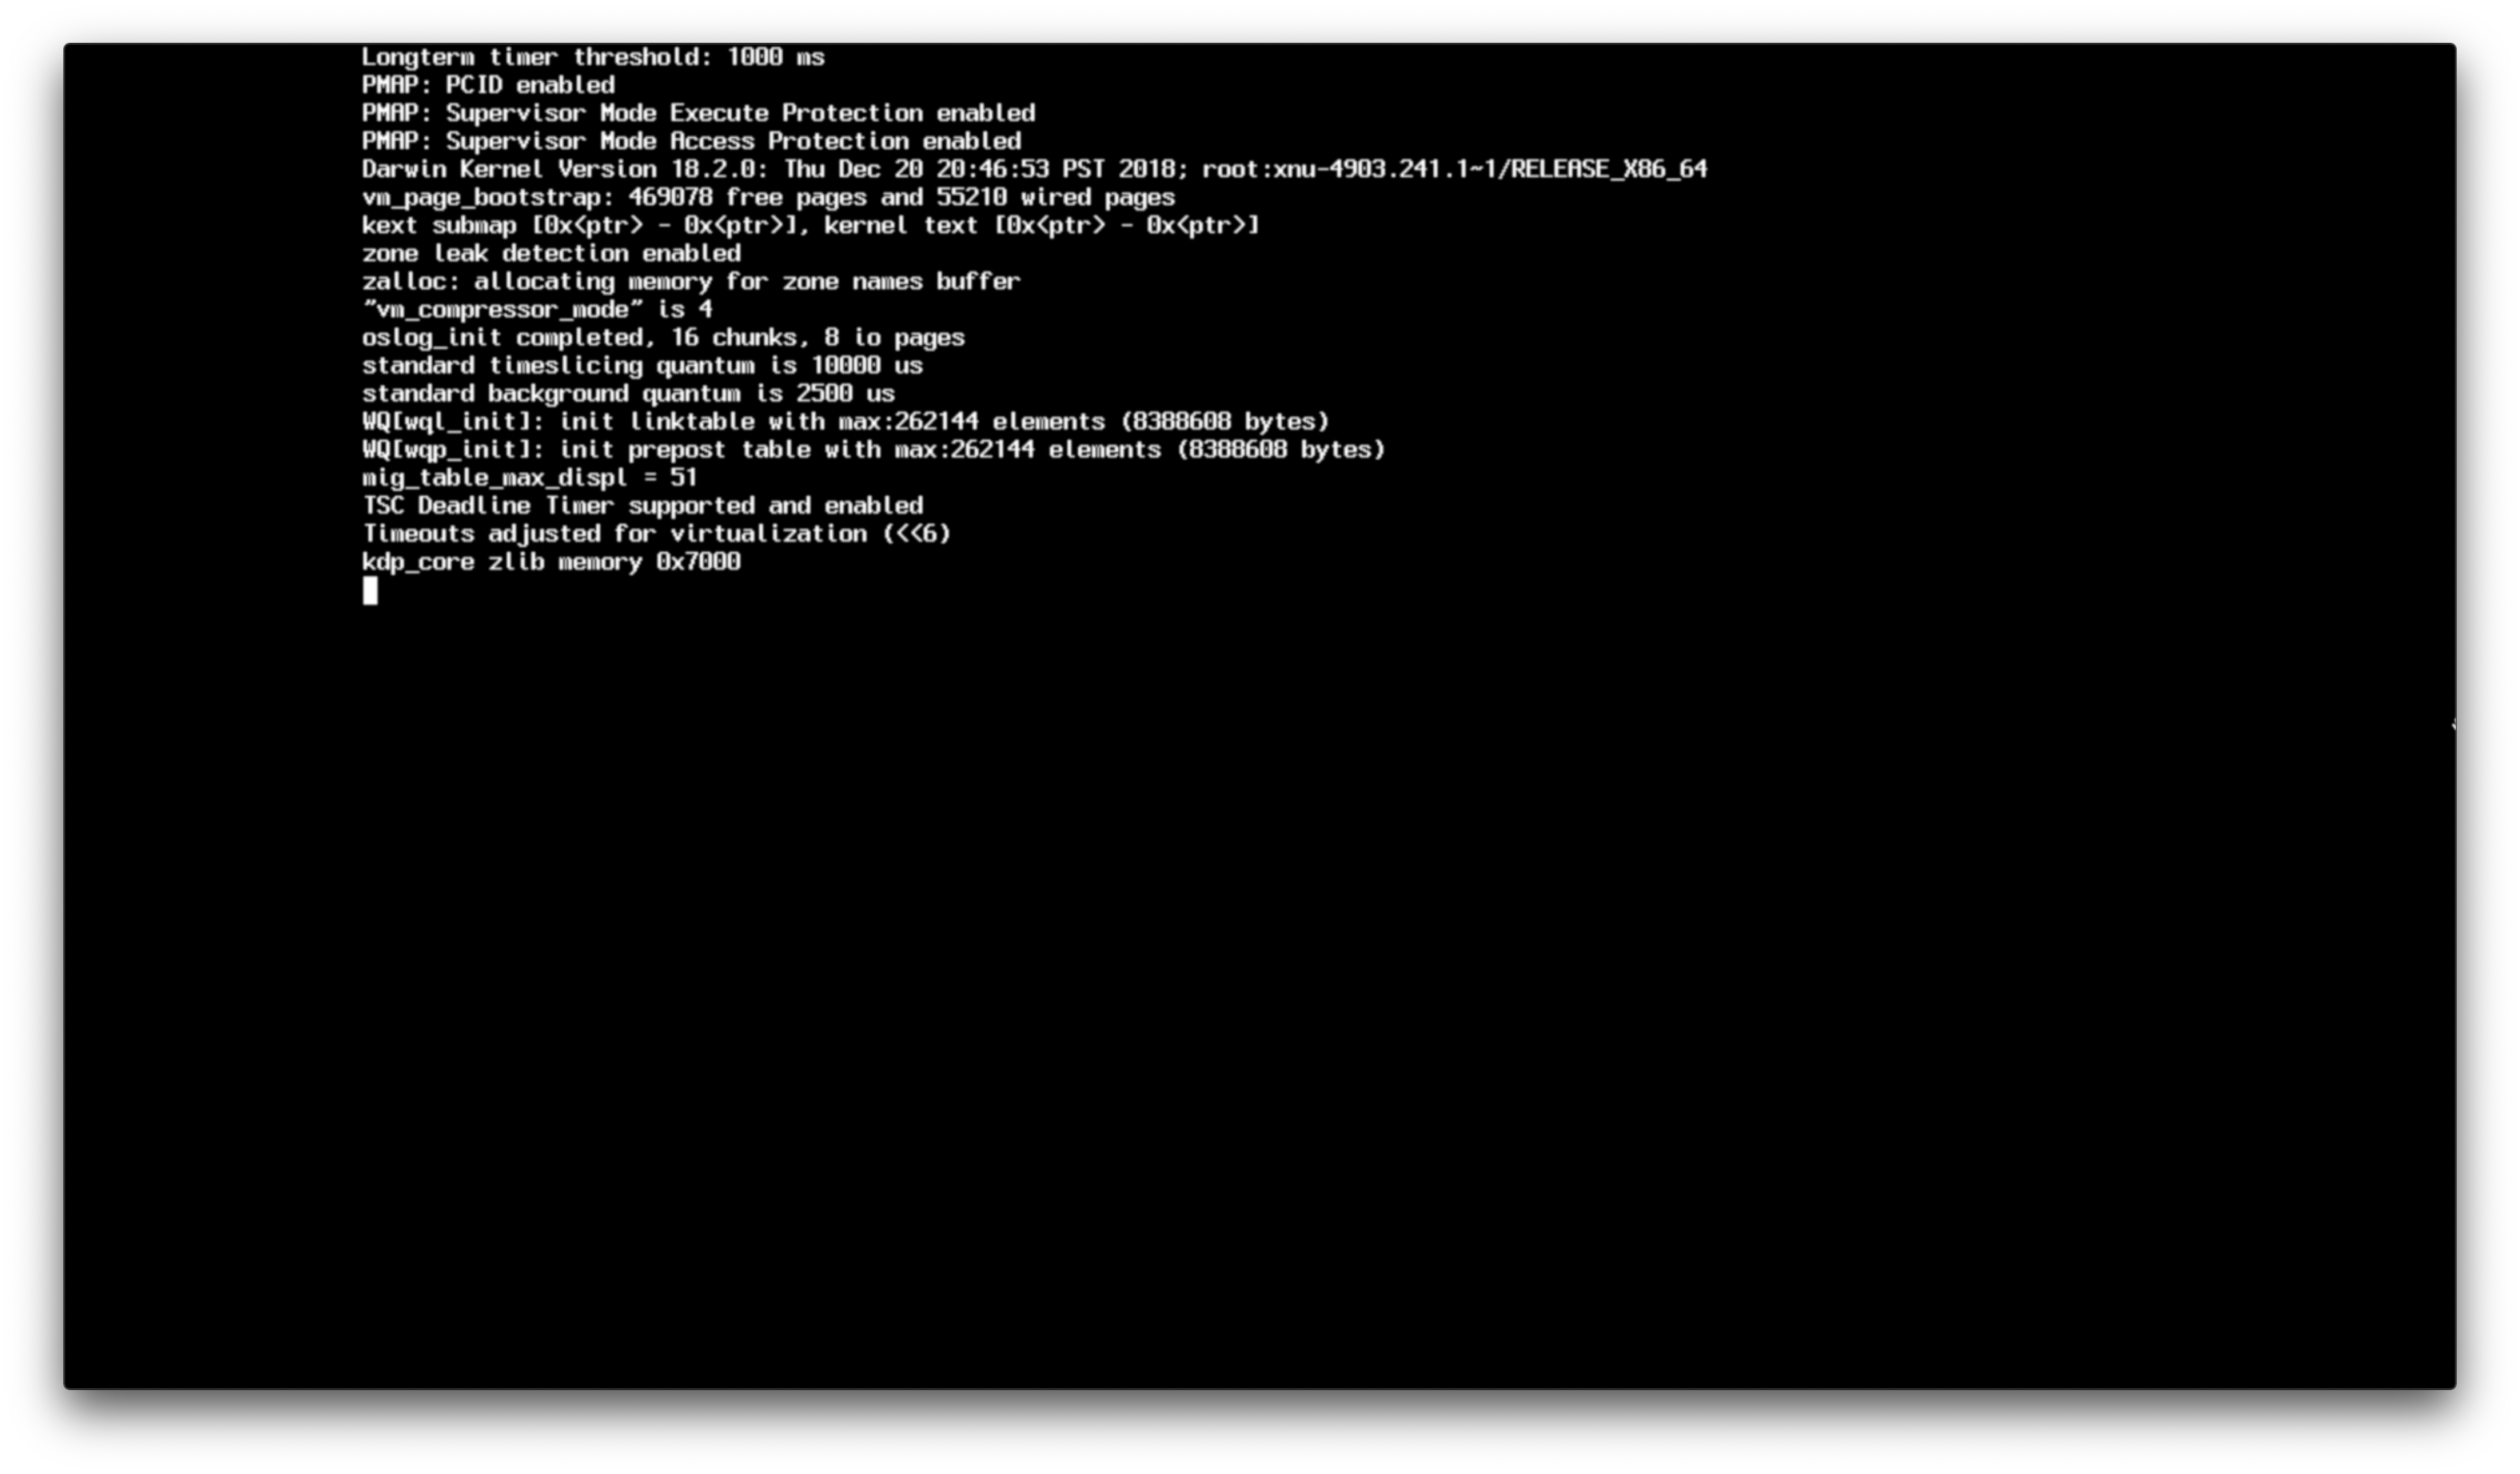 Longterm timer threshold: 1000 ms
PMAP: PCID enabled
PMAP: Supervisor Mode Execute Protection enabled
PMAP: Supervisor Mode Access Protection enabled
Darwin Kernel Version 18.2.0: Thu Dec 20 20:46:53 PST 2018; root:xnu-4903.241.1~1/RELEASE_X86_64
vm_page_bootstrap: 469078 free pages and 55210 wired pages
kext submap [0x<ptr> - 0x<ptr>], kernel text [0x<ptr> - 0x<ptr>]
zone leak detection enabled
zalloc: allocating memory for zone names buffer
"vm_compressor_mode" is 4
oslog_init completed, 16 chunks, 8 io pages
standard timeslicing quantum is 10000 us
standard background quantum is 2500 us
WQ[wql_init]: init linktable with max:262144 elements (8388608 bytes)
WQ[wqp_init]: init prepost table with max:262144 elements (8388608 bytes)
mig_table_max_displ = 51
TSC Deadline Timer supported and enabled
Timeouts adjusted for virtualization (<<6)
kdp_core zlib memory 0x7000